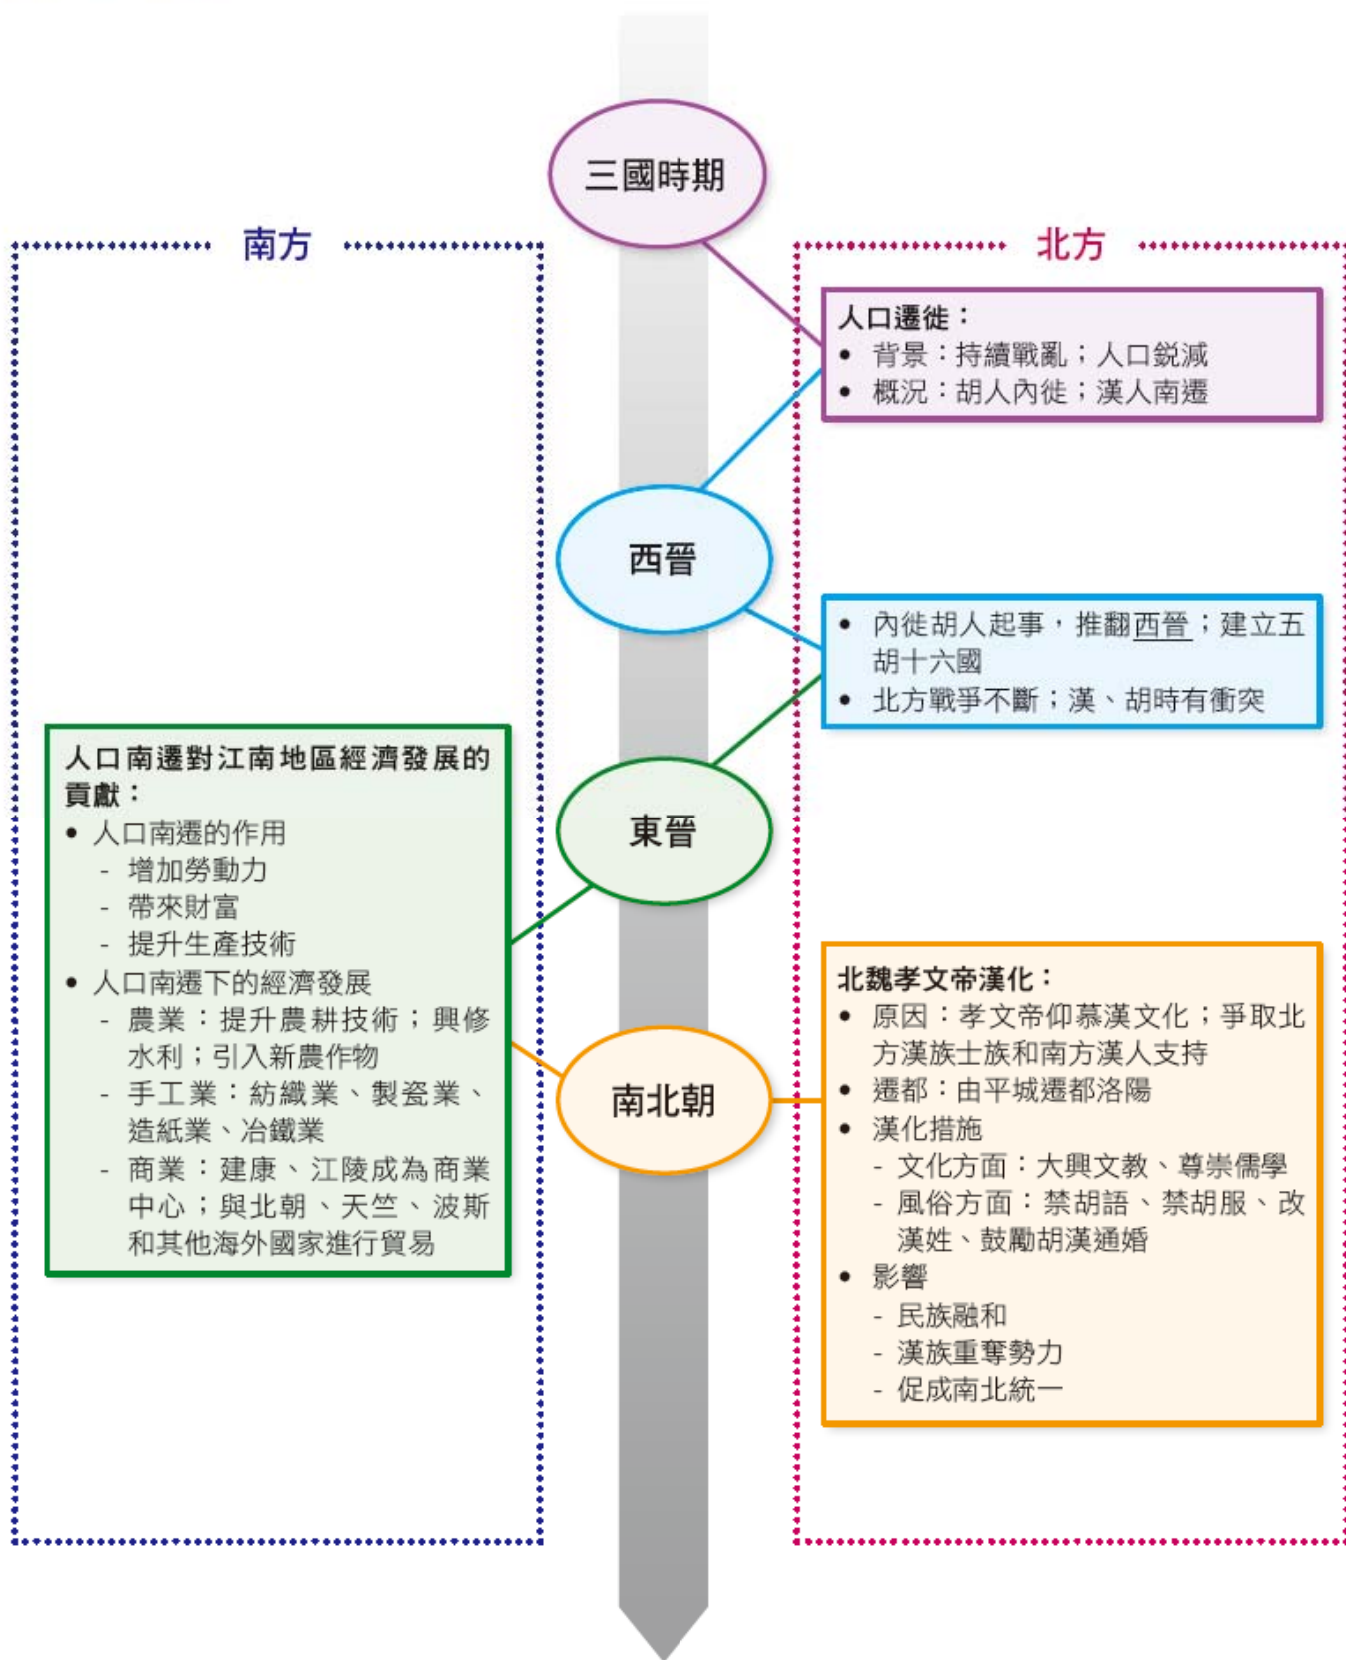 三國時期
南方
北方
人口遷徙：
• 背景：持續戰亂；人口銳減
• 概況：胡人內徙；漢人南遷
西晉
• 內徙胡人起事，推翻西晉；建立五
胡十六國
• 北方戰爭不斷；漢、胡時有衝突
東晉
人口南遷對江南地區經濟發展的
貢獻：
• 人口南遷的作用
- 增加勞動力
- 帶來財富
- 提升生產技術
• 人口南遷下的經濟發展
- 農業：提升農耕技術；興修
水利；引入新農作物
- 手工業：紡織業、製瓷業、
造紙業、冶鐵業
- 商業：建康、江陵成為商業
中心；與北朝、天竺、波斯
和其他海外國家進行貿易
南北朝
北魏孝文帝漢化：
• 原因：孝文帝仰慕漢文化；爭取北
方漢族士族和南方漢人支持
• 遷都：由平城遷都洛陽
• 漢化措施
- 文化方面：大興文教、尊崇儒學
- 風俗方面：禁胡語、禁胡服、改
漢姓、鼓勵胡漢通婚
• 影響
- 民族融和
- 漢族重奪勢力
- 促成南北統一